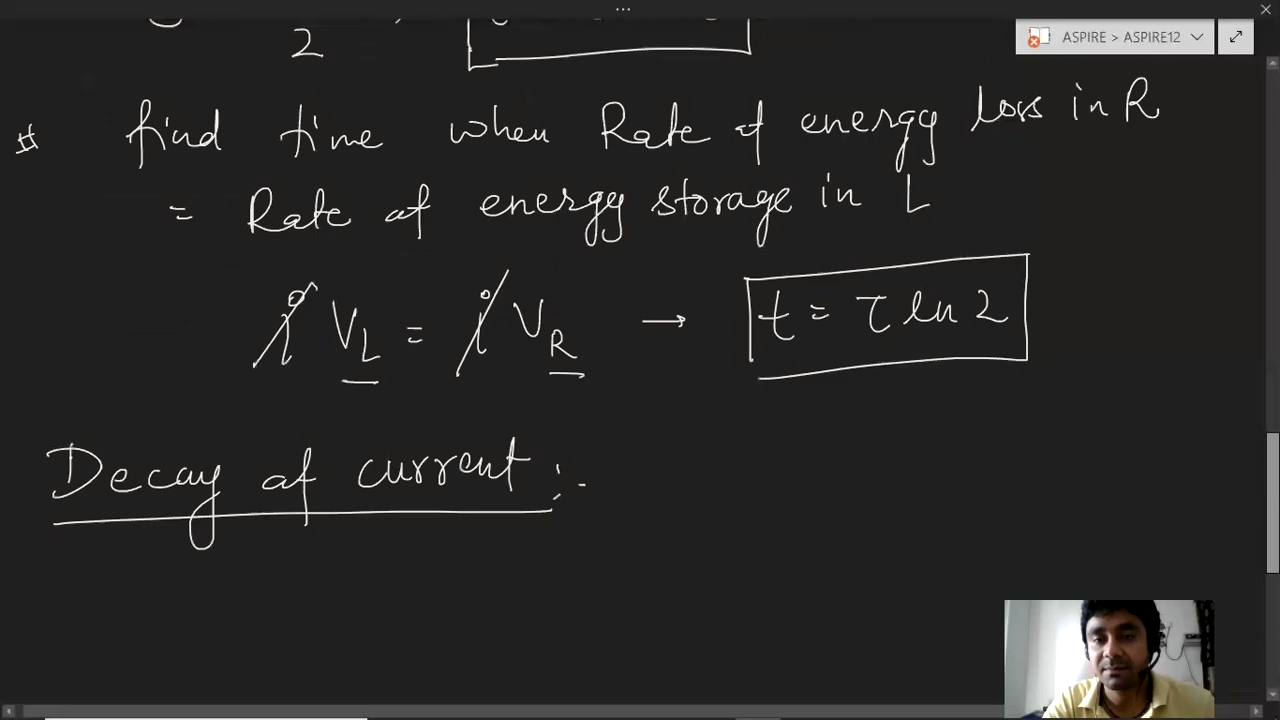 2
ASPIRE > ASPIRE12
* find time when Rate of energy loss in R
= Rate of energy storage in L
i V_L = i V_R → t = τ ln 2
Decay of current :-